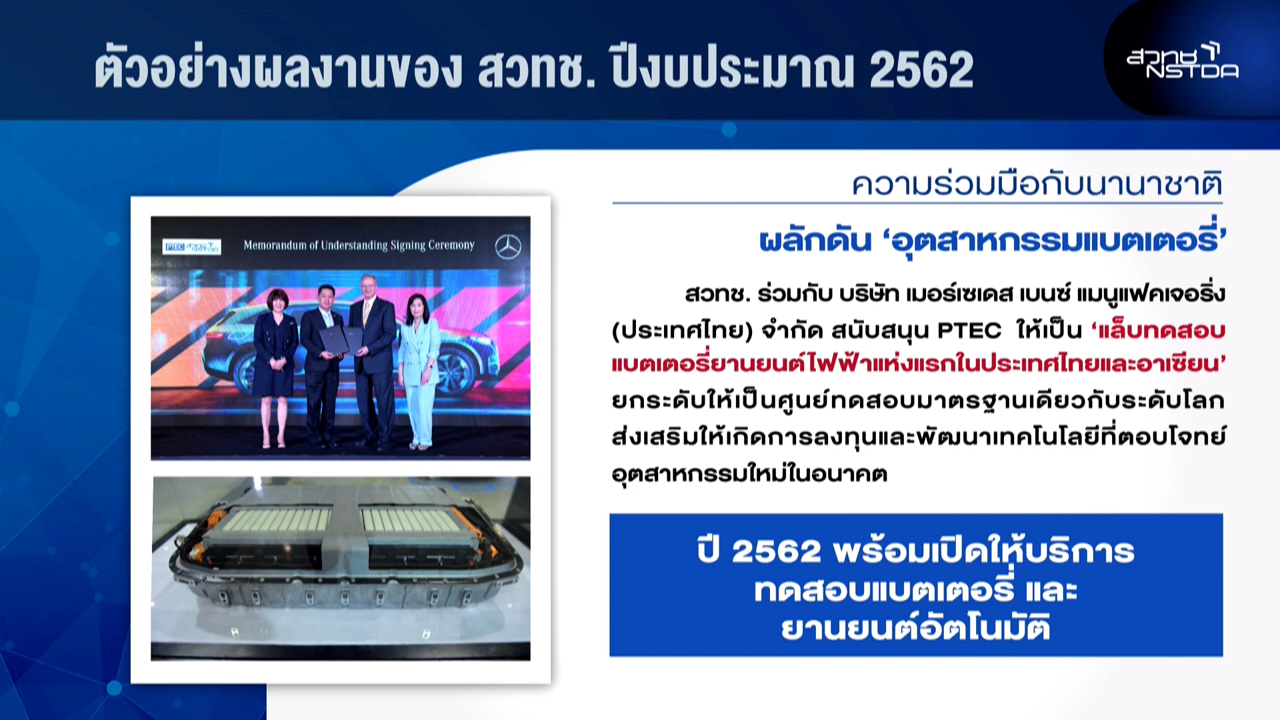 ตัวอย่างผลงานของ สวทช. ปีงบประมาณ 2562
สวทช
NSTDA
ความร่วมมือกับนานาชาติ
ผลักดัน ‘อุตสาหกรรมแบตเตอรี่’
PTEC สวทช
Memorandum of Understanding Signing Ceremony
สวทช. ร่วมกับ บริษัท เมอร์เซเดส เบนซ์ แมนูแฟคเจอริ่ง
(ประเทศไทย) จำกัด สนับสนุน PTEC ให้เป็น ‘แล็บทดสอบ
แบตเตอรี่ยานยนต์ไฟฟ้าแห่งแรกในประเทศไทยและอาเซียน’
ยกระดับให้เป็นศูนย์ทดสอบมาตรฐานเดียวกับระดับโลก
ส่งเสริมให้เกิดการลงทุนและพัฒนาเทคโนโลยีที่ตอบโจทย์
อุตสาหกรรมใหม่ในอนาคต
ปี 2562 พร้อมเปิดให้บริการ
ทดสอบแบตเตอรี่ และ
ยานยนต์อัตโนมัติ